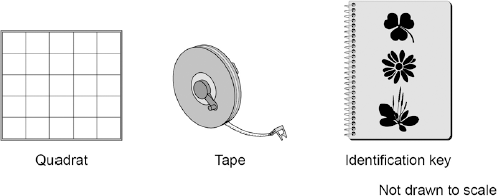 Quadrat
Tape
Identification key
Not drawn to scale